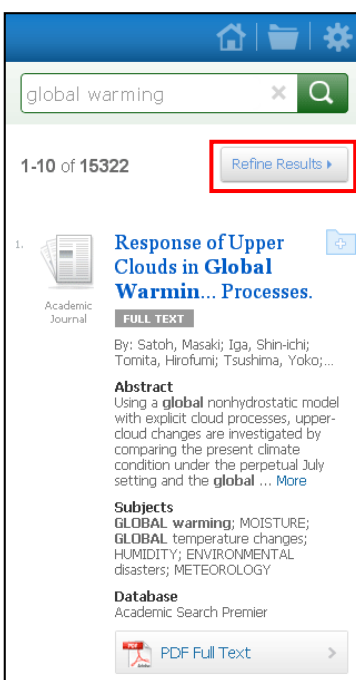 global warming
1-10 of 15322
Refine Results
1.
Academic
Journal
Response of Upper
Clouds in Global
Warmin... Processes.
FULL TEXT
By: Satoh, Masaki; Iga, Shin-ichi;
Tomita, Hirofumi; Tsushima, Yoko;...
Abstract
Using a global nonhydrostatic model
with explicit cloud processes, upper-
cloud changes are investigated by
comparing the present climate
condition under the perpetual July
setting and the global ... More
Subjects
GLOBAL warming; MOISTURE;
GLOBAL temperature changes;
HUMIDITY; ENVIRONMENTAL
disasters; METEOROLOGY
Database
Academic Search Premier
PDF Full Text